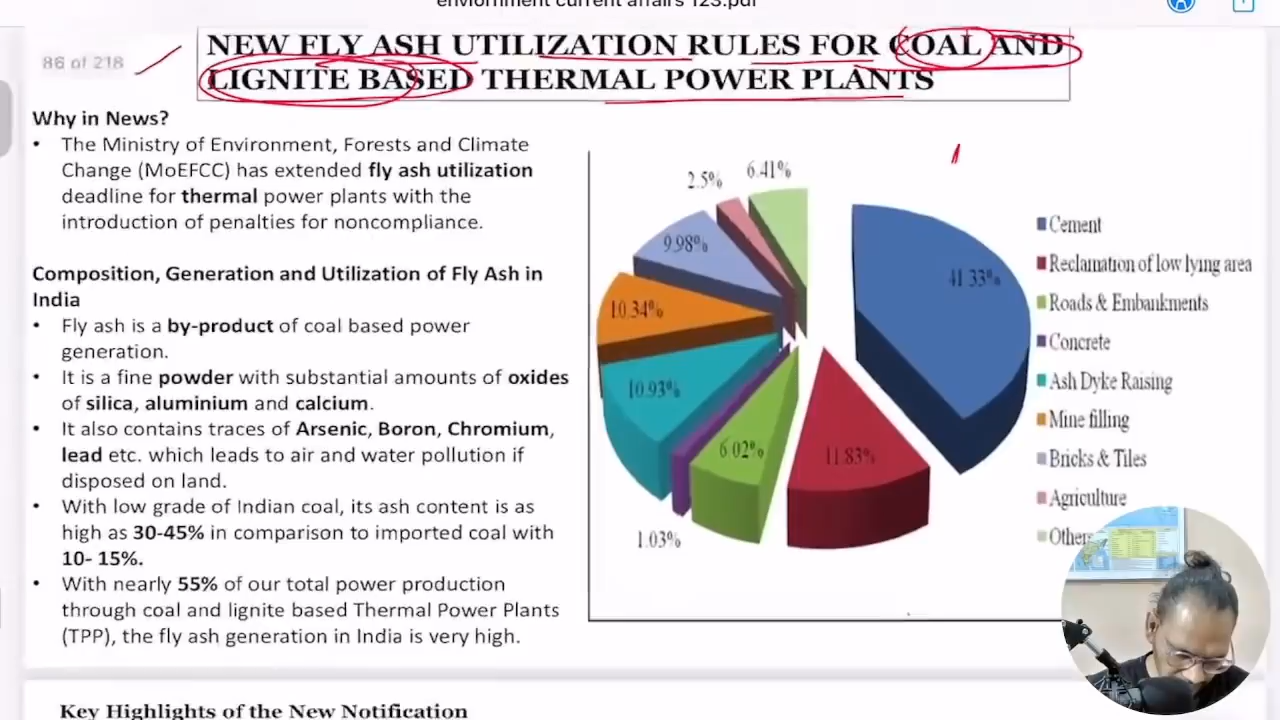 enviornment current affairs 123.pdf
86 of 218
NEW FLY ASH UTILIZATION RULES FOR COAL AND
LIGNITE BASED THERMAL POWER PLANTS
Why in News?
• The Ministry of Environment, Forests and Climate
Change (MoEFCC) has extended fly ash utilization
deadline for thermal power plants with the
introduction of penalties for noncompliance.
Composition, Generation and Utilization of Fly Ash in
India
• Fly ash is a by-product of coal based power
generation.
• It is a fine powder with substantial amounts of oxides
of silica, aluminium and calcium.
• It also contains traces of Arsenic, Boron, Chromium,
lead etc. which leads to air and water pollution if
disposed on land.
• With low grade of Indian coal, its ash content is as
high as 30-45% in comparison to imported coal with
10- 15%.
• With nearly 55% of our total power production
through coal and lignite based Thermal Power Plants
(TPP), the fly ash generation in India is very high.
6.41%
2.5%
9.98%
41.33%
10.34%
10.93%
6.02%
11.83%
1.03%
Cement
Reclamation of low lying area
Roads & Embankments
Concrete
Ash Dyke Raising
Mine filling
Bricks & Tiles
Agriculture
Others
Key Highlights of the New Notification